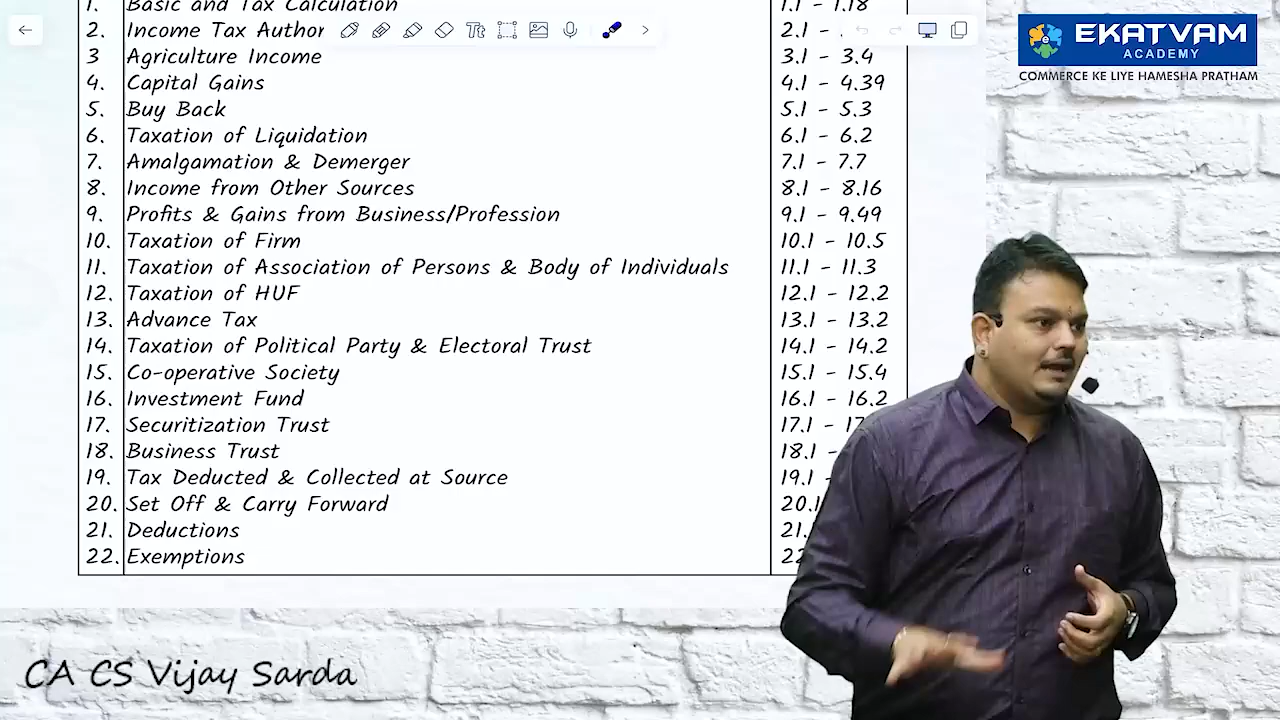 1. Basic and Tax Calculation 1.1 - 1.18
2. Income Tax Author 2.1 -
3 Agriculture Income 3.1 - 3.4
4. Capital Gains 4.1 - 4.39
5. Buy Back 5.1 - 5.3
6. Taxation of Liquidation 6.1 - 6.2
7. Amalgamation & Demerger 7.1 - 7.7
8. Income from Other Sources 8.1 - 8.16
9. Profits & Gains from Business/Profession 9.1 - 9.49
10. Taxation of Firm 10.1 - 10.5
11. Taxation of Association of Persons & Body of Individuals 11.1 - 11.3
12. Taxation of HUF 12.1 - 12.2
13. Advance Tax 13.1 - 13.2
14. Taxation of Political Party & Electoral Trust 14.1 - 14.2
15. Co-operative Society 15.1 - 15.4
16. Investment Fund 16.1 - 16.2
17. Securitization Trust 17.1 - 17
18. Business Trust 18.1 -
19. Tax Deducted & Collected at Source 19.1 -
20. Set Off & Carry Forward 20.1
21. Deductions 21.
22. Exemptions 22
Tt
EKATVAM
ACADEMY
COMMERCE KE LIYE HAMESHA PRATHAM
CA CS Vijay Sarda